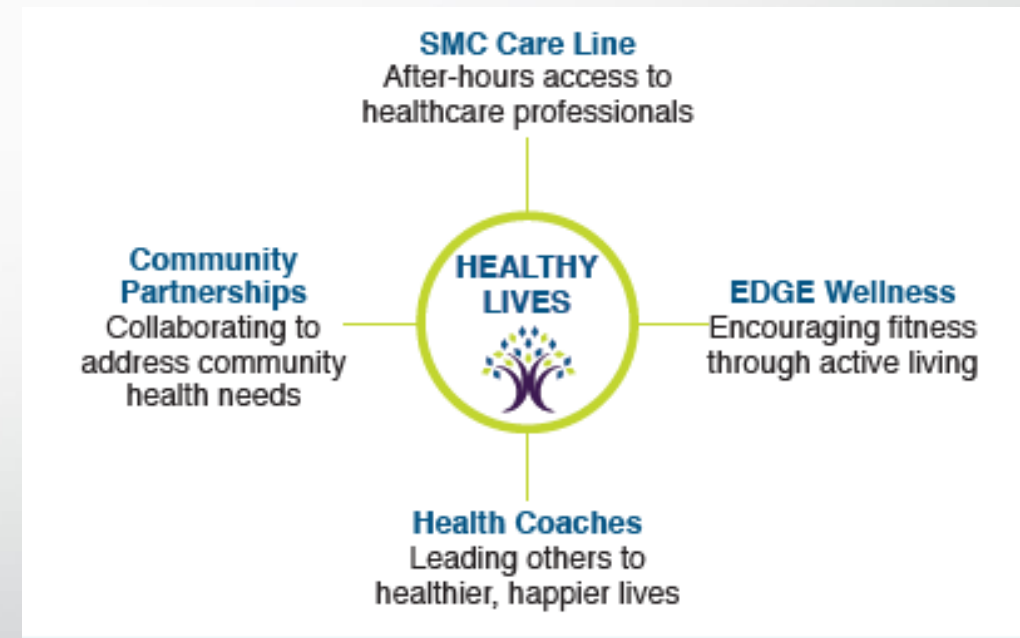 SMC Care Line
After-hours access to
healthcare professionals
Community
Partnerships
Collaborating to
address community
health needs
HEALTHY
LIVES
EDGE Wellness
Encouraging fitness
through active living
Health Coaches
Leading others to
healthier, happier lives